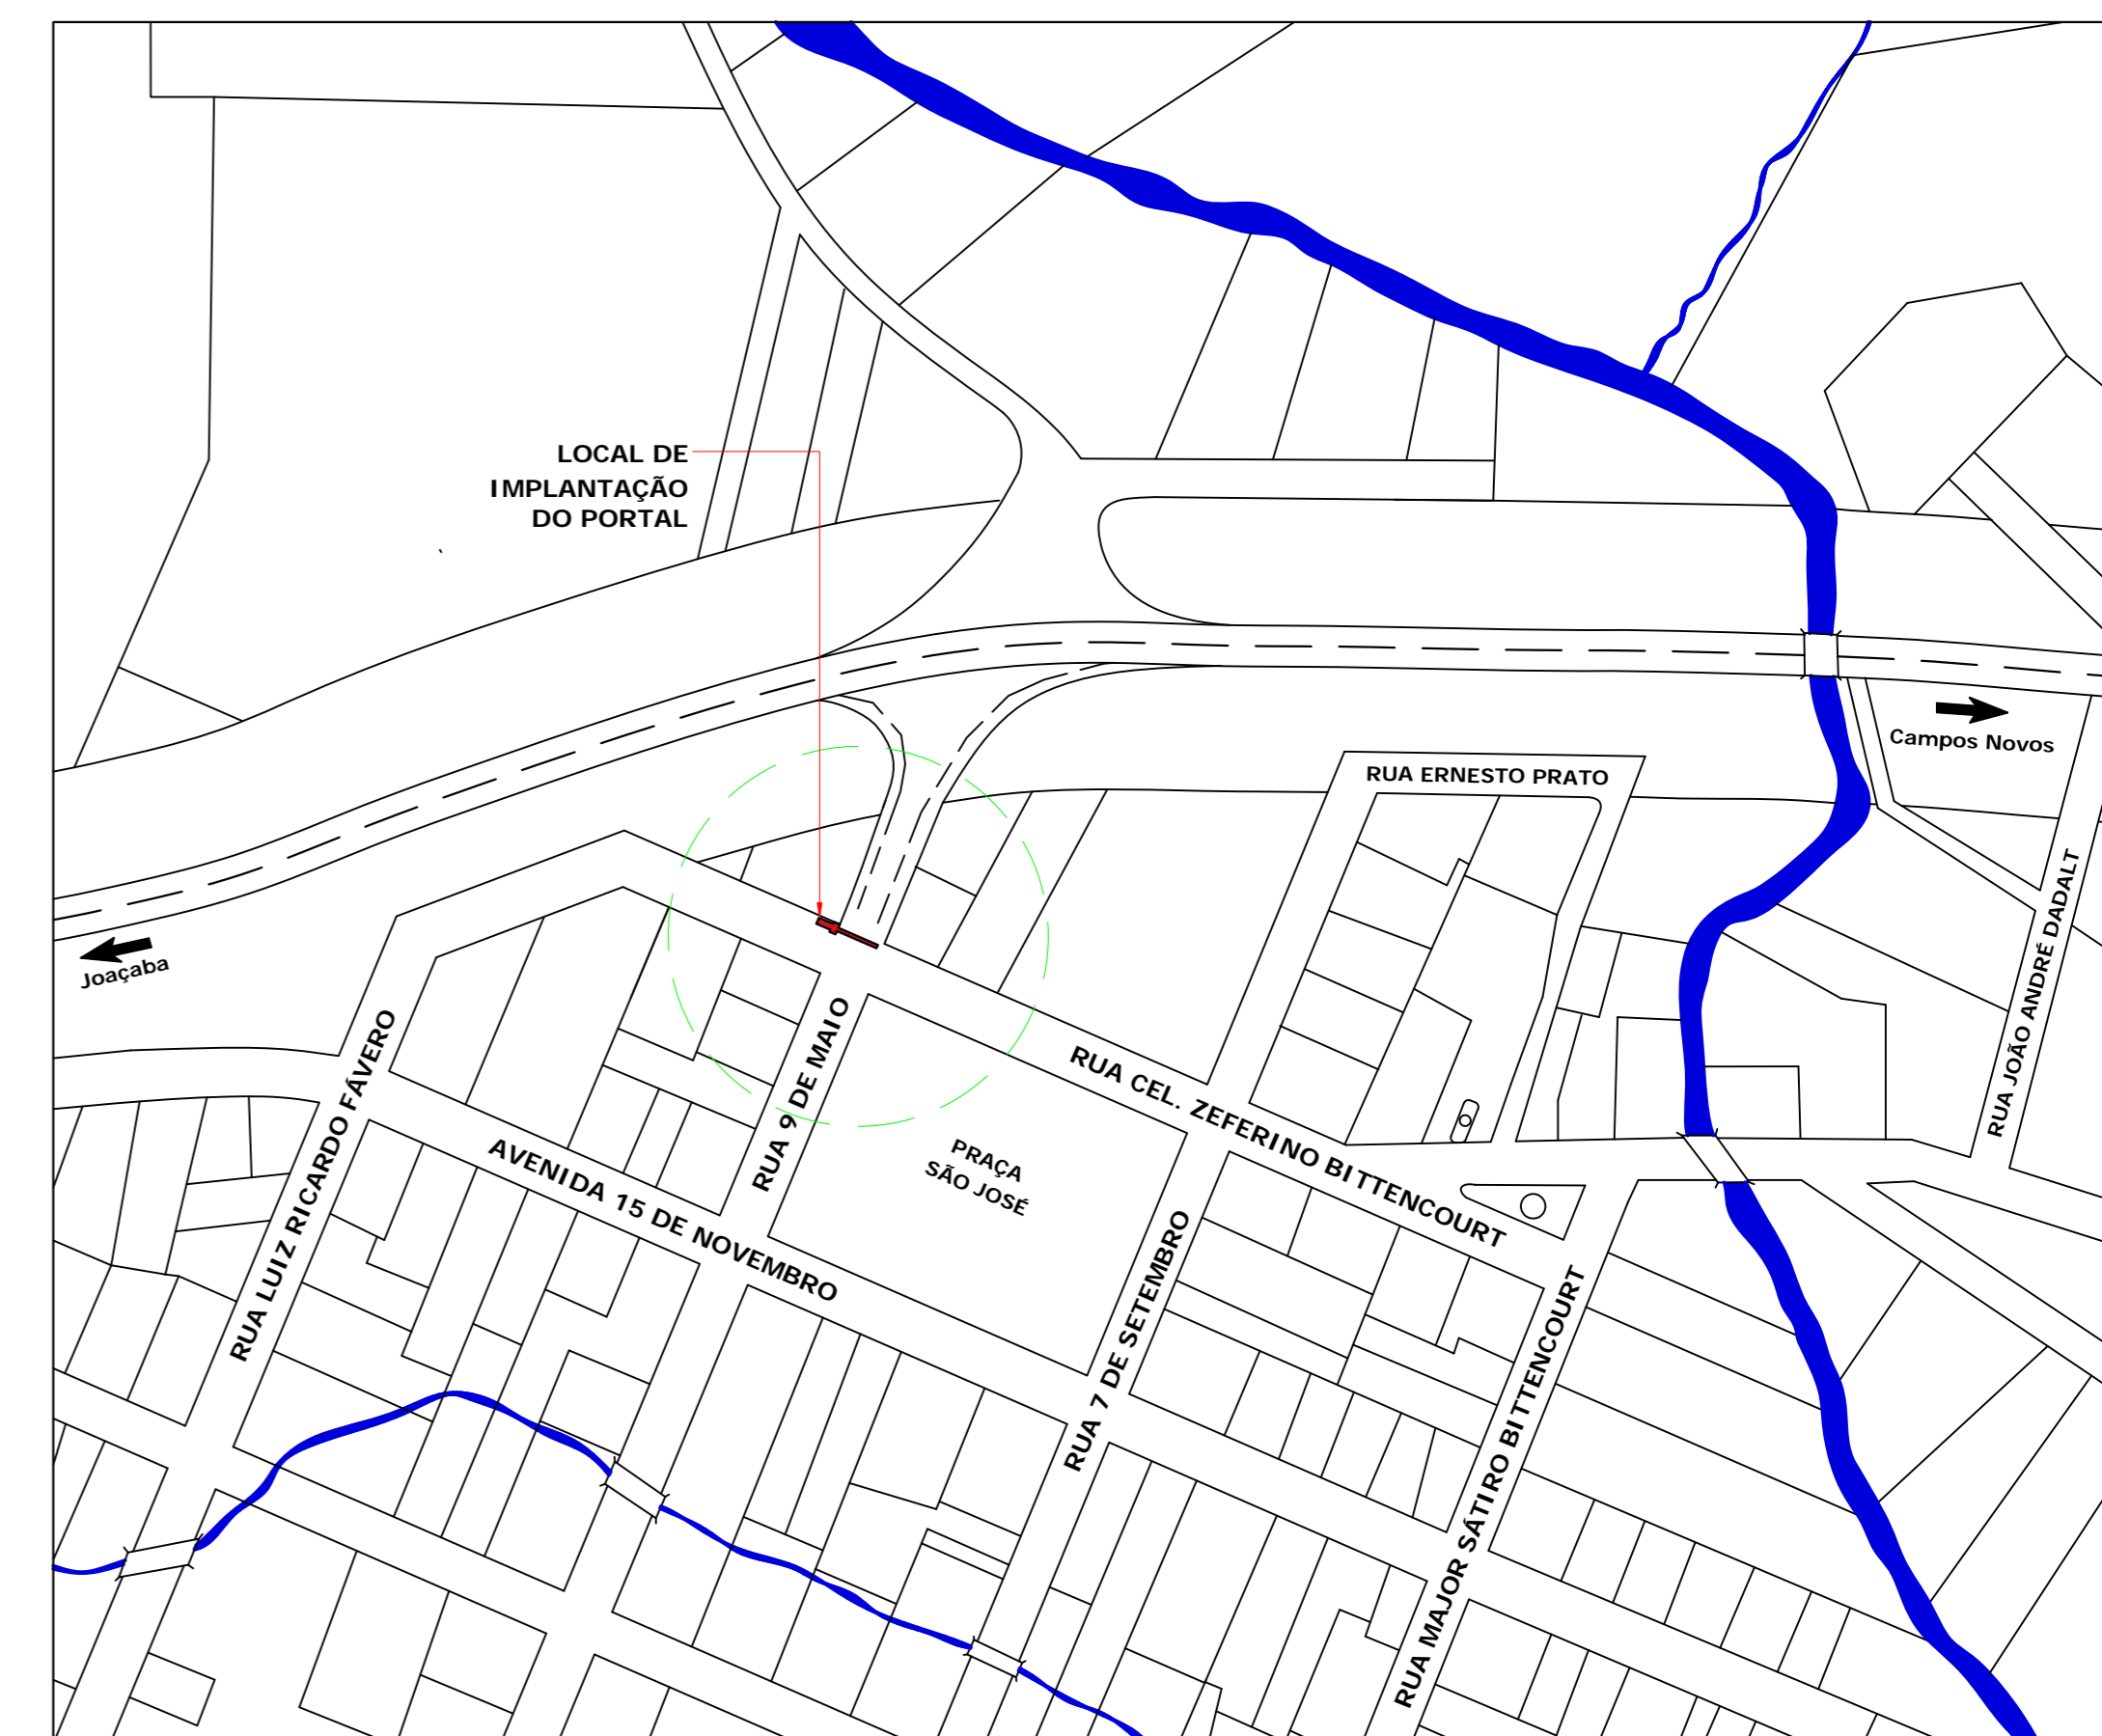 LOCAL DE
IMPLANTAÇÃO
DO PORTAL
Campos Novos
RUA ERNESTO PRATO
Joaçaba
RUA JOÃO ANDRÉ DADALT
RUA LUIZ RICARDO FÁVERO
RUA 9 DE MAIO
RUA CEL. ZEFERINO BITTENCOURT
AVENIDA 15 DE NOVEMBRO
PRAÇA
SÃO JOSÉ
RUA 7 DE SETEMBRO
RUA MAJOR SÁTIRO BITTENCOURT